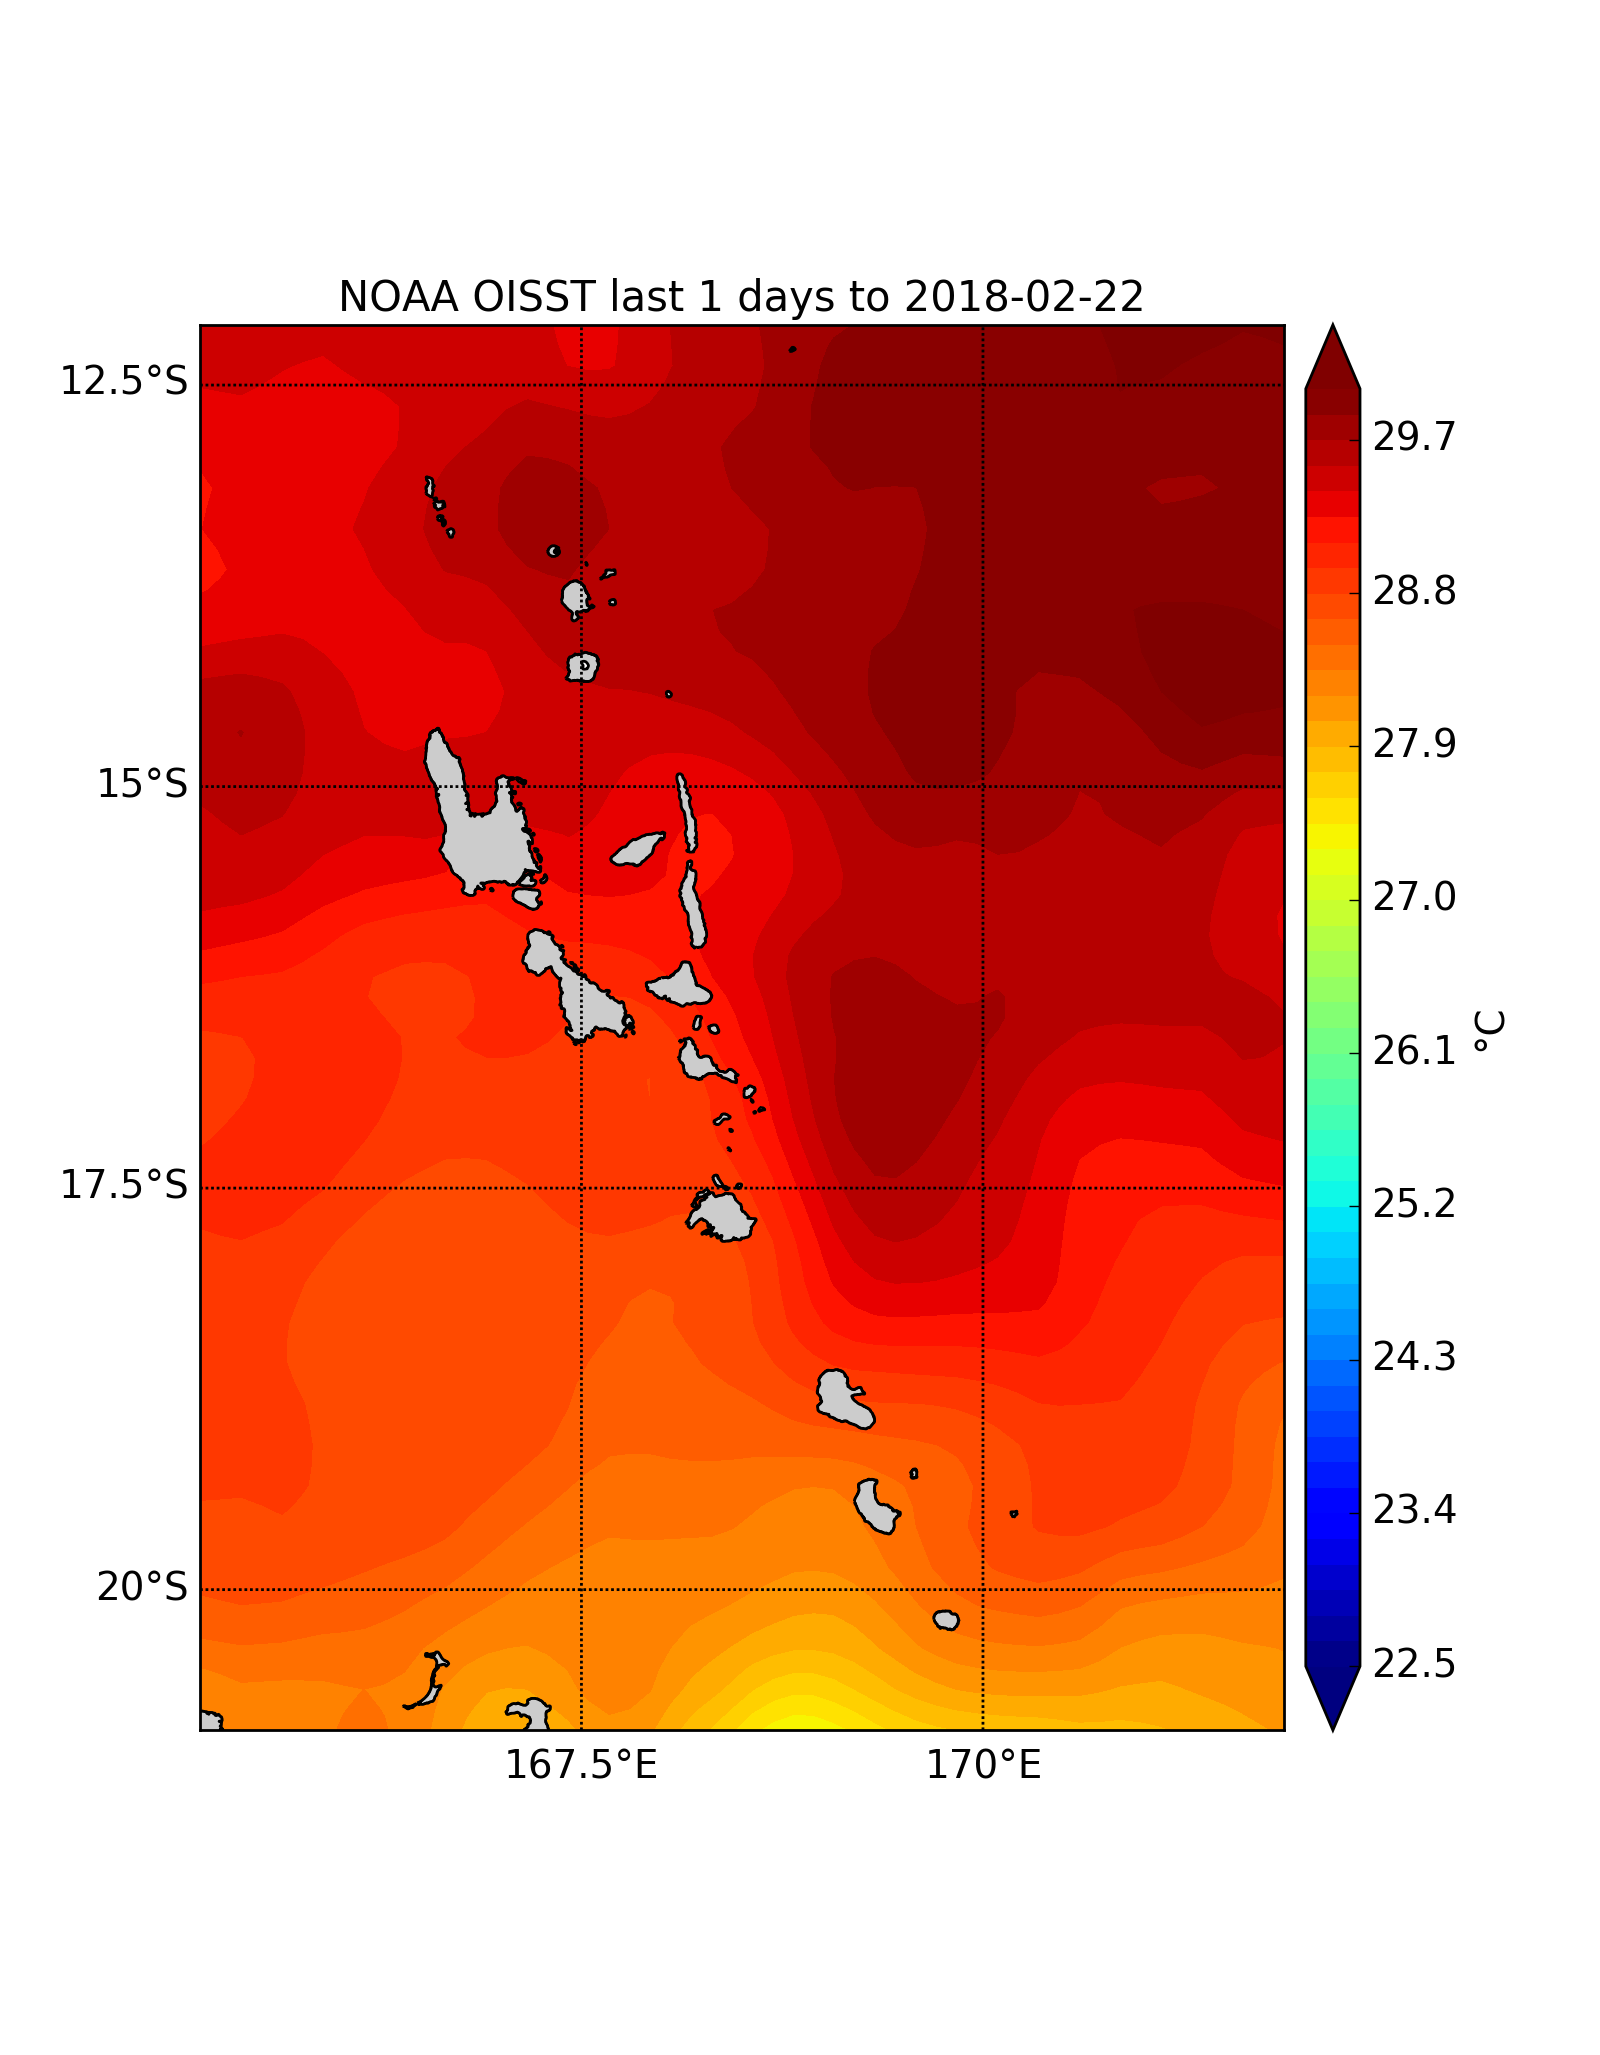 NOAA OISST last 1 days to 2018-02-22
12.5°S
15°S
17.5°S
20°S
167.5°E
170°E
29.7
28.8
27.9
27.0
26.1
25.2
24.3
23.4
22.5
°C